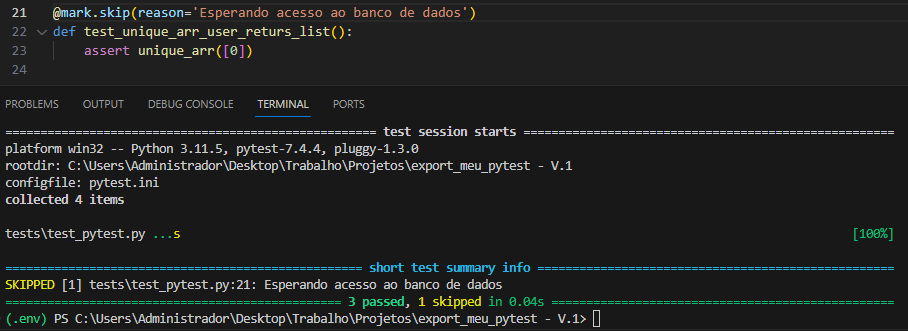 21 @mark.skip(reason='Esperando acesso ao banco de dados')
22 def test_unique_arr_user_returs_list():
23 assert unique_arr([0])
24
PROBLEMS OUTPUT DEBUG CONSOLE TERMINAL PORTS
===================================================== test session starts =====================================================
platform win32 -- Python 3.11.5, pytest-7.4.4, pluggy-1.3.0
rootdir: C:\Users\Administrador\Desktop\Trabalho\Projetos\export_meu_pytest - V.1
configfile: pytest.ini
collected 4 items
tests\test_pytest.py ...s [100%]
=================================================== short test summary info ===================================================
SKIPPED [1] tests\test_pytest.py:21: Esperando acesso ao banco de dados
================================================ 3 passed, 1 skipped in 0.04s =================================================
(.env) PS C:\Users\Administrador\Desktop\Trabalho\Projetos\export_meu_pytest - V.1>